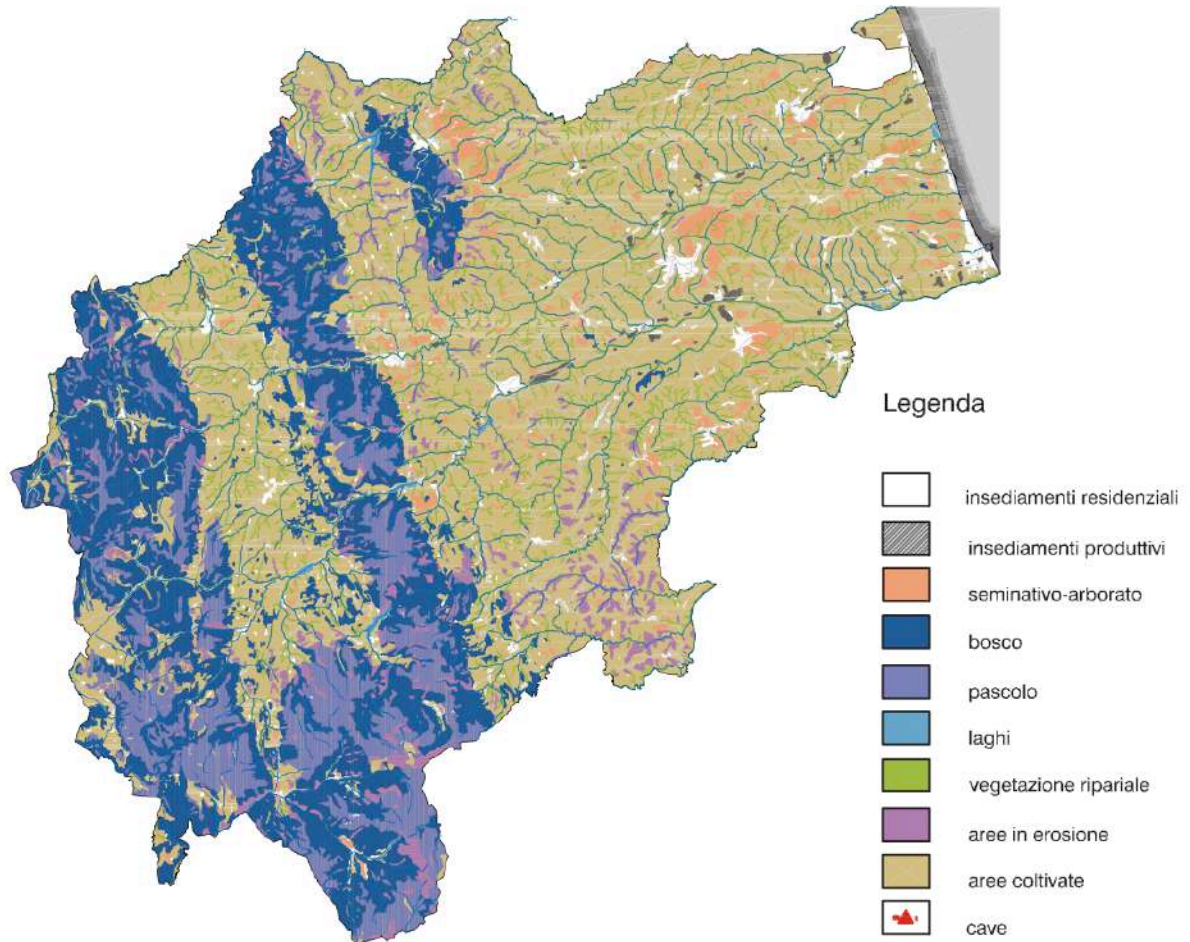 Legenda
insediamenti residenziali
insediamenti produttivi
seminativo-arborato
bosco
pascolo
laghi
vegetazione ripariale
aree in erosione
aree coltivate
cave